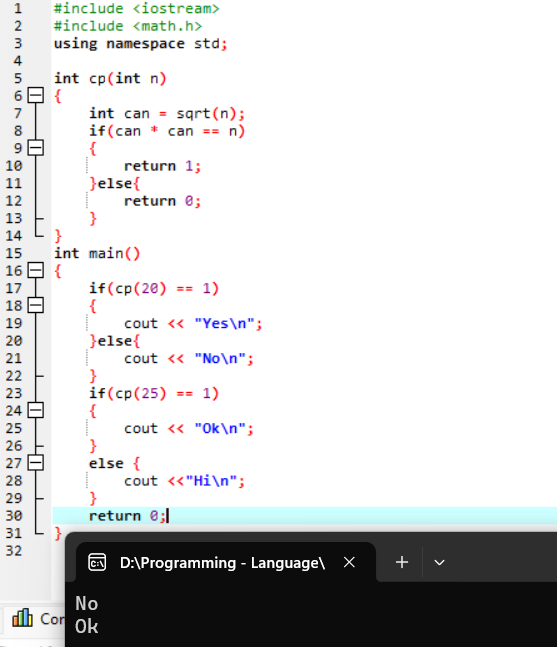 1 #include <iostream>
2 #include <math.h>
3 using namespace std;
4
5 int cp(int n)
6 {
7 int can = sqrt(n);
8 if(can * can == n)
9 {
10 return 1;
11 }else{
12 return 0;
13 }
14 }
15 int main()
16 {
17 if(cp(20) == 1)
18 {
19 cout << "Yes\n";
20 }else{
21 cout << "No\n";
22 }
23 if(cp(25) == 1)
24 {
25 cout << "Ok\n";
26 }
27 else {
28 cout <<"Hi\n";
29 }
30 return 0;
31 }
32
D:\Programming - Language\
No
Ok